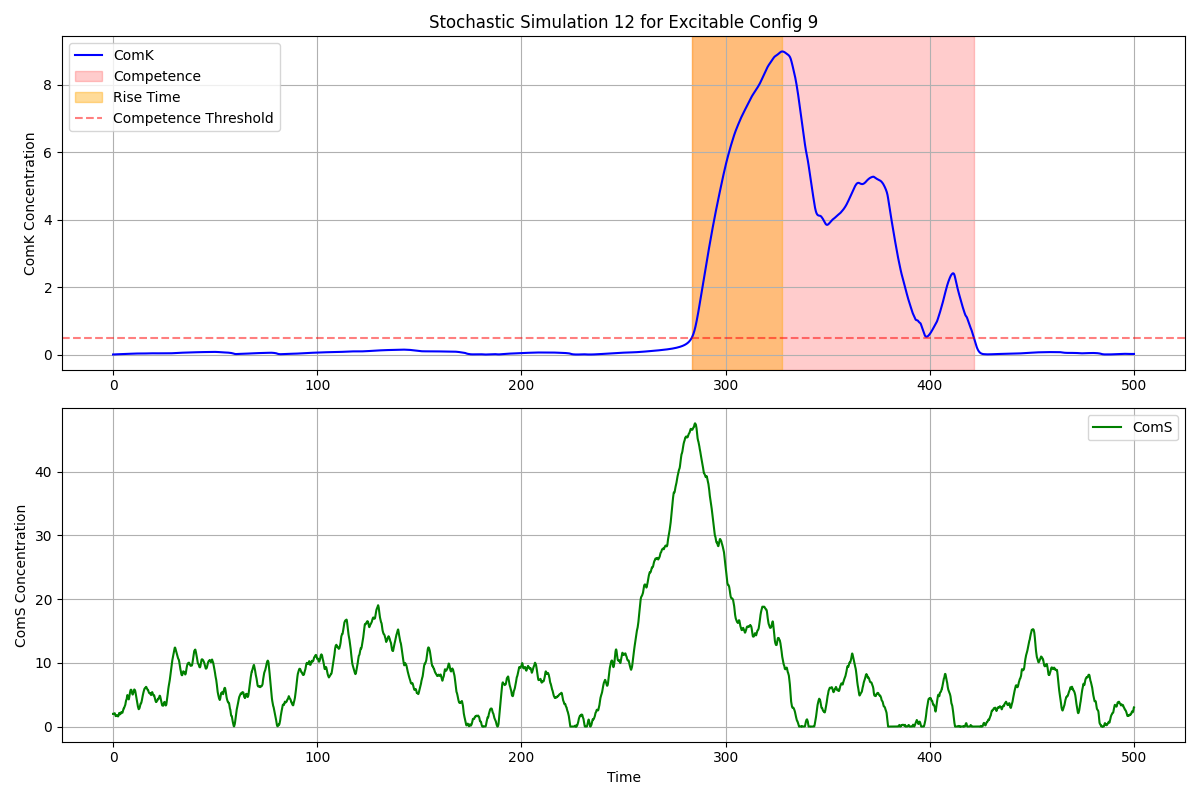 Stochastic Simulation 12 for Excitable Config 9
ComK
Competence
Rise Time
Competence Threshold
ComK Concentration
8
6
4
2
0
0 100 200 300 400 500
ComS
ComS Concentration
40
30
20
10
0
0 100 200 300 400 500
Time